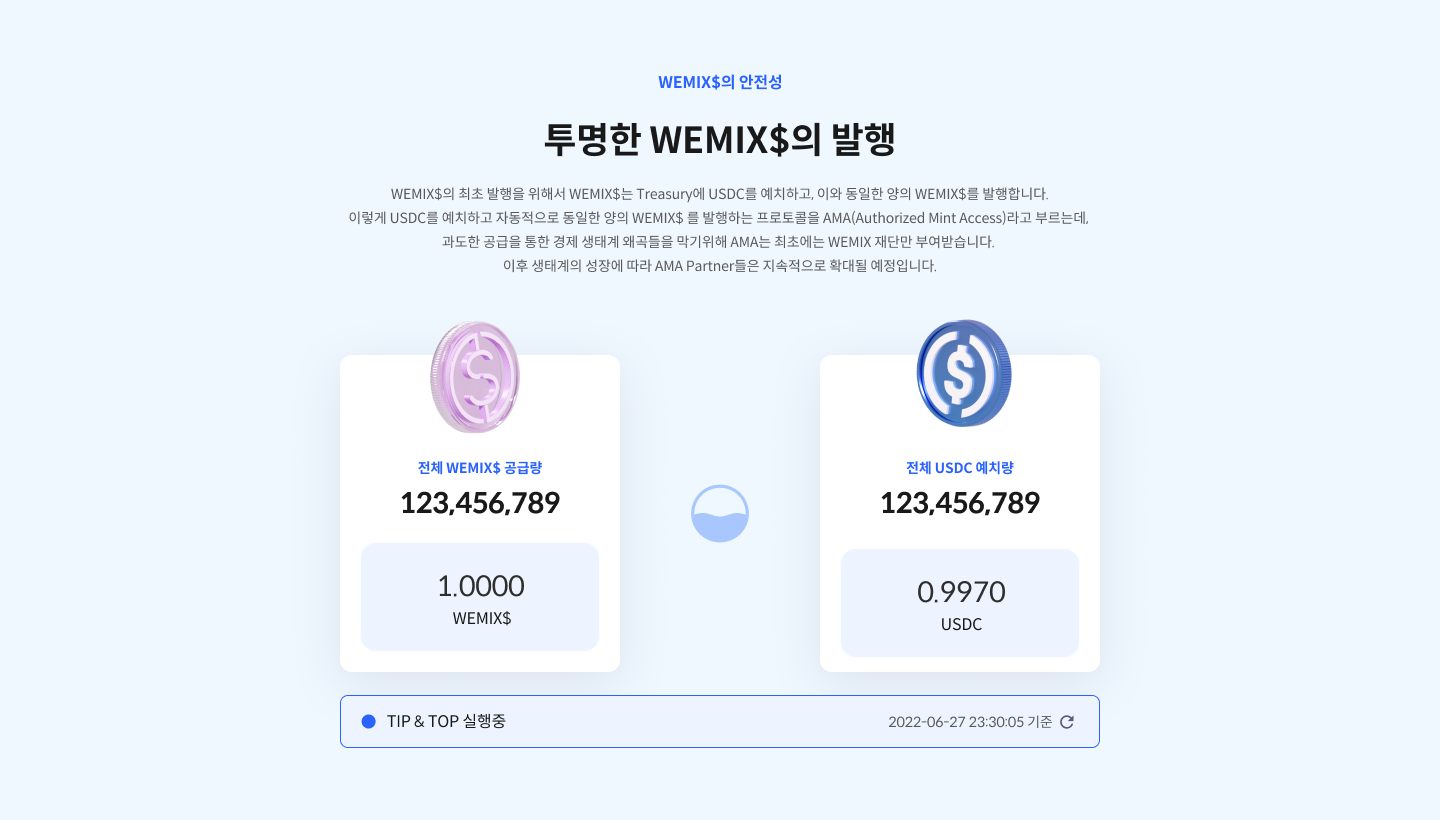 WEMIX$의 안전성
투명한 WEMIX$의 발행
WEMIX$의 최초 발행을 위해서 WEMIX$는 Treasury에 USDC를 예치하고, 이와 동일한 양의 WEMIX$를 발행합니다.
이렇게 USDC를 예치하고 자동적으로 동일한 양의 WEMIX$ 를 발행하는 프로토콜을 AMA(Authorized Mint Access)라고 부르는데,
과도한 공급을 통한 경제 생태계 왜곡들을 막기위해 AMA는 최초에는 WEMIX 재단만 부여받습니다.
이후 생태계의 성장에 따라 AMA Partner들은 지속적으로 확대될 예정입니다.
전체 WEMIX$ 공급량
123,456,789
1.0000
WEMIX$
전체 USDC 예치량
123,456,789
0.9970
USDC
TIP & TOP 실행중
2022-06-27 23:30:05 기준